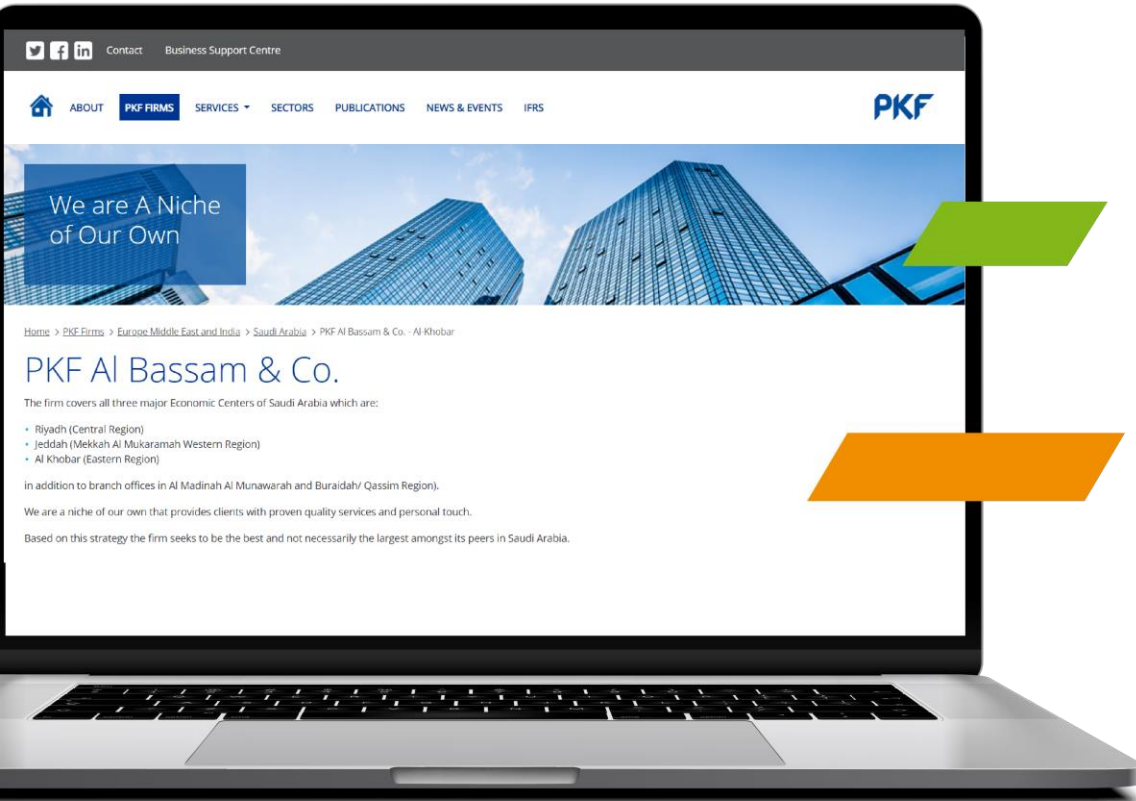 Contact Business Support Centre
ABOUT PKF FIRMS SERVICES SECTORS PUBLICATIONS NEWS & EVENTS IFRS
PKF
We are A Niche
of Our Own
Home > PKF Firms > Europe Middle East and India > Saudi Arabia > PKF Al Bassam & Co. - Al-Khobar
PKF Al Bassam & Co.
The firm covers all three major Economic Centers of Saudi Arabia which are:
• Riyadh (Central Region)
• Jeddah (Mekkah Al Mukaramah Western Region)
• Al Khobar (Eastern Region)
in addition to branch offices in Al Madinah Al Munawarah and Buraidah/ Qassim Region).
We are a niche of our own that provides clients with proven quality services and personal touch.
Based on this strategy the firm seeks to be the best and not necessarily the largest amongst its peers in Saudi Arabia.